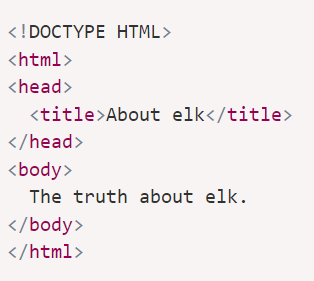 <!DOCTYPE HTML>
<html>
<head>
  <title>About elk</title>
</head>
<body>
  The truth about elk.
</body>
</html>